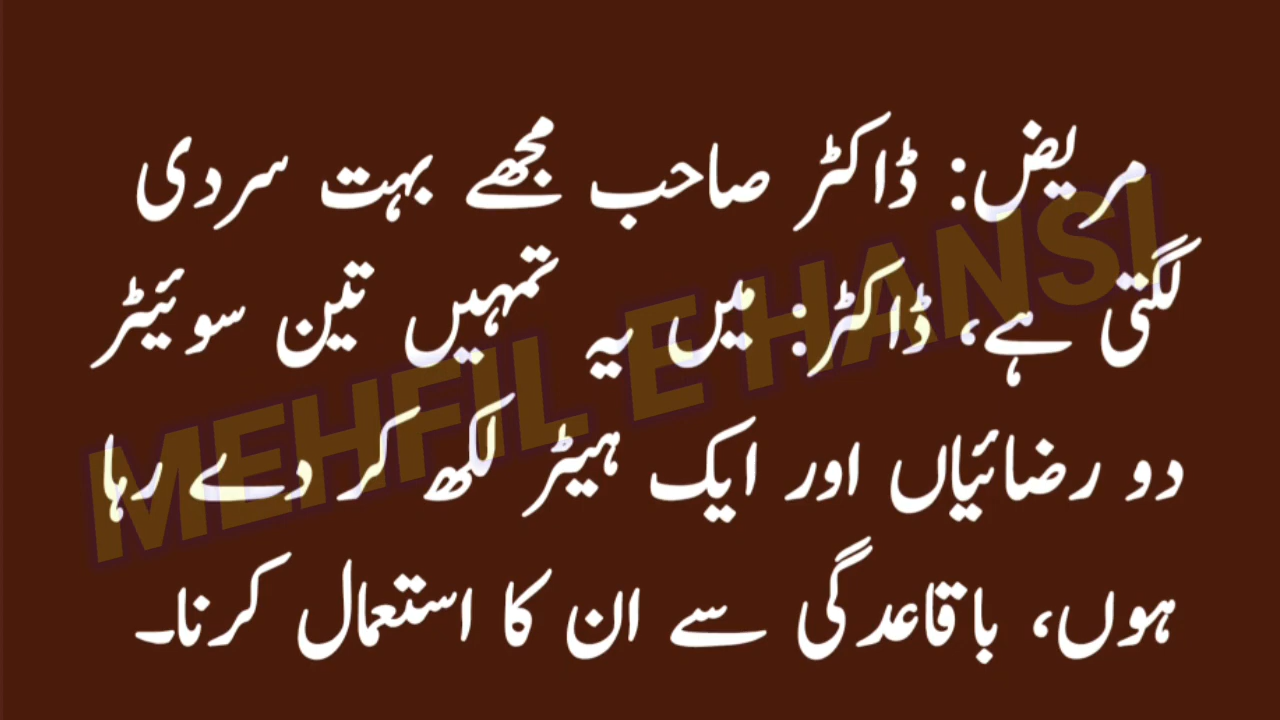 مریض: ڈاکٹر صاحب مجھے بہت سردی
لگتی ہے، ڈاکٹر: میں یہ تمہیں تین سوئیٹر
دو رضائیاں اور ایک ہیٹر لکھ کر دے رہا
ہوں، باقاعدگی سے ان کا استعمال کرنا۔
MEHFIL E HANSI